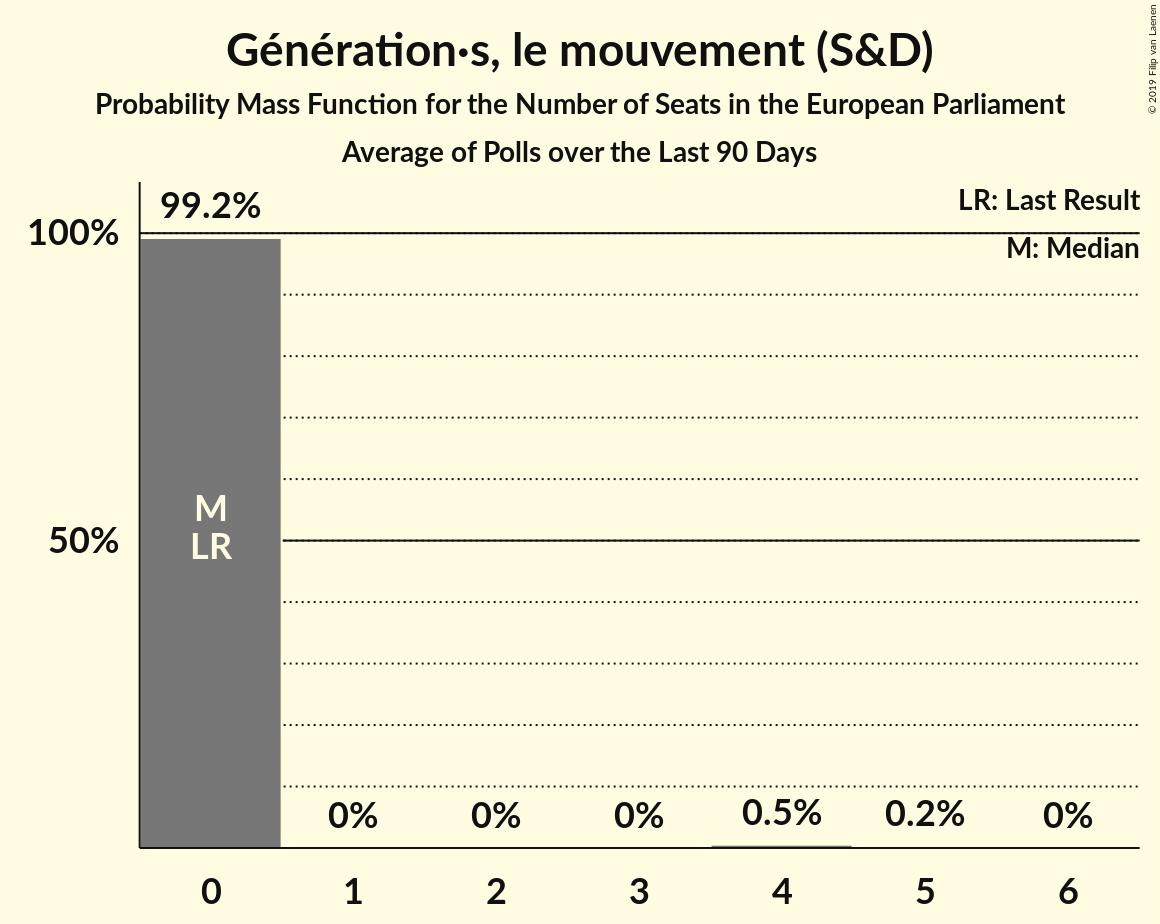 Génération·s, le mouvement (S&D)
Probability Mass Function for the Number of Seats in the European Parliament
Average of Polls over the Last 90 Days
© 2019 Filip van Laenen
LR: Last Result
M: Median
99.2%
100%
50%
M
LR
0%
0%
0%
0.5%
0.2%
0%
0
1
2
3
4
5
6